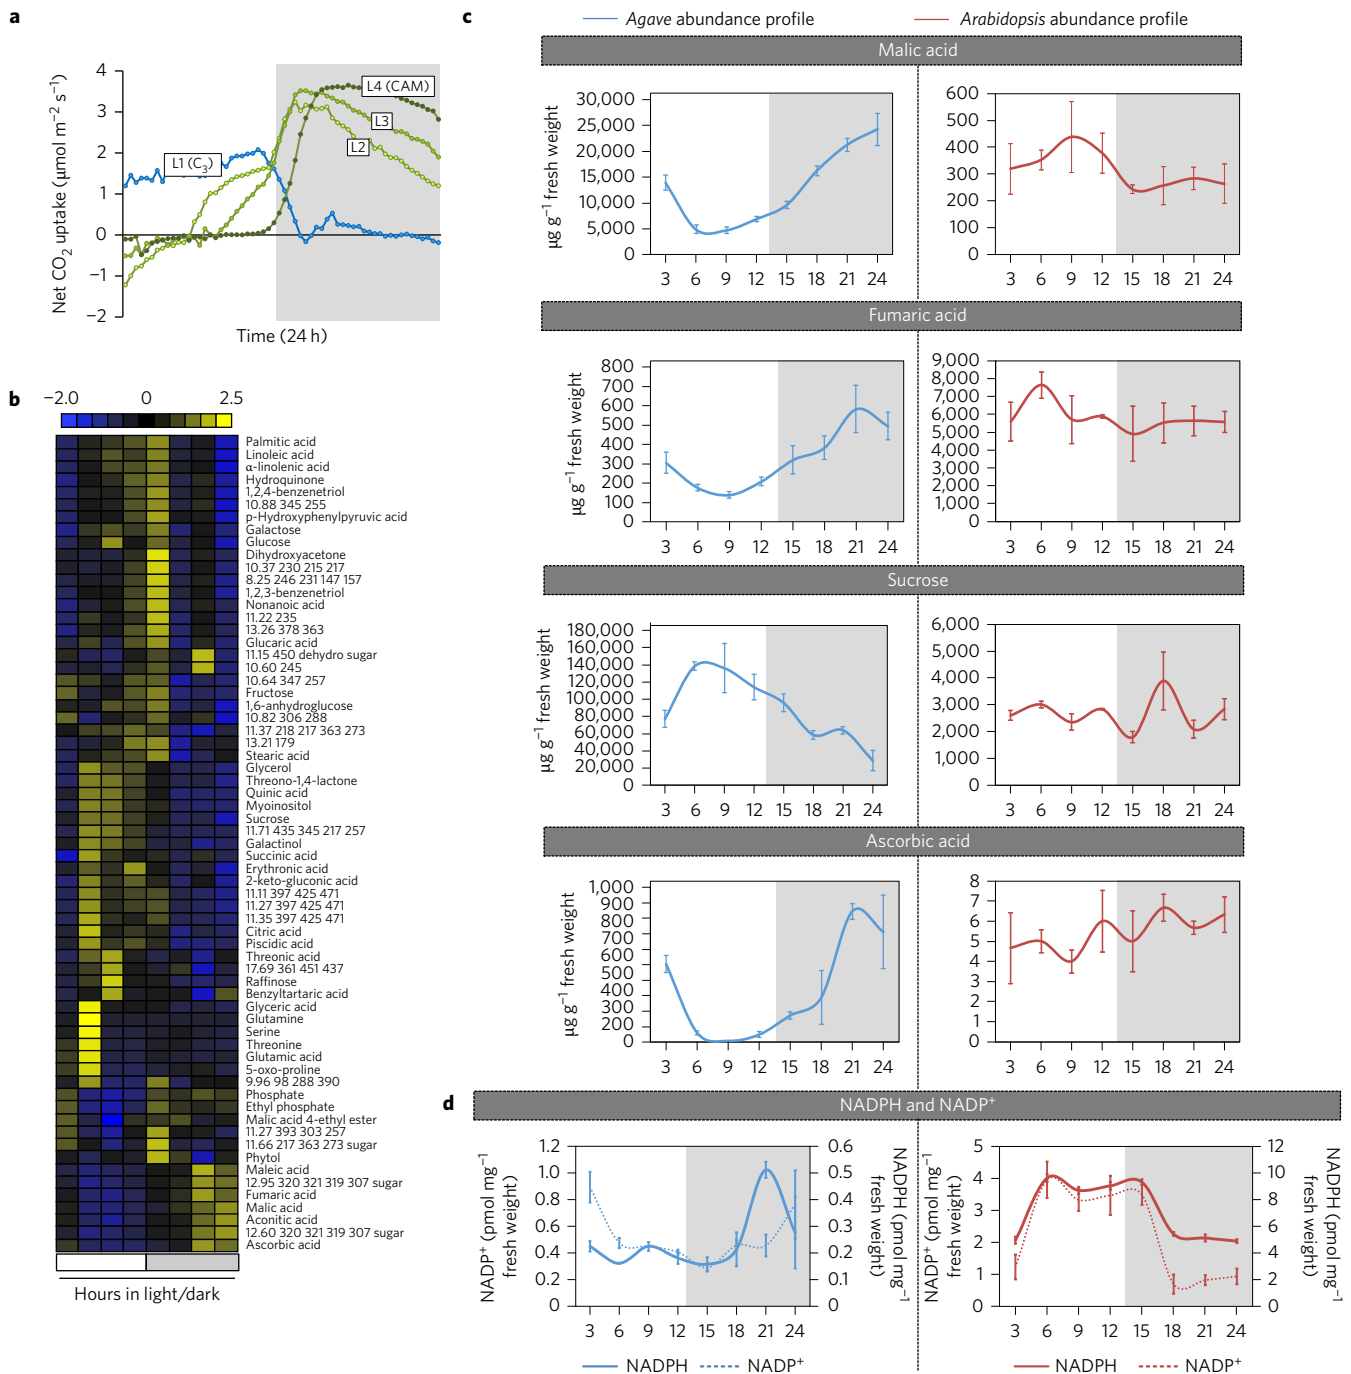 a
Net CO2 uptake (μmol m−2 s−1)
4
3
2
1
0
−1
−2
L1 (C3)
L4 (CAM)
L3
L2
Time (24 h)
b
−2.0 0 2.5
Palmitic acid
Linoleic acid
α-linolenic acid
Hydroquinone
1,2,4-benzenetriol
10.88 345 255
p-Hydroxyphenylpyruvic acid
Galactose
Glucose
Dihydroxyacetone
10.37 230 215 217
8.25 246 231 147 157
1,2,3-benzenetriol
Nonanoic acid
11.22 235
13.26 378 363
Glucaric acid
11.15 450 dehydro sugar
10.60 245
10.64 347 257
Fructose
1,6-anhydroglucose
10.82 306 288
11.37 218 217 363 273
13.21 179
Stearic acid
Glycerol
Threono-1,4-lactone
Quinic acid
Myoinositol
Sucrose
11.71 435 345 217 257
Galactinol
Succinic acid
Erythronic acid
2-keto-gluconic acid
11.11 397 425 471
11.27 397 425 471
11.35 397 425 471
Citric acid
Piscidic acid
Threonic acid
17.69 361 451 437
Raffinose
Benzyltartaric acid
Glyceric acid
Glutamine
Serine
Threonine
Glutamic acid
5-oxo-proline
9.96 98 288 390
Phosphate
Ethyl phosphate
Malic acid 4-ethyl ester
11.27 393 303 257
11.66 217 363 273 sugar
Phytol
Maleic acid
12.95 320 321 319 307 sugar
Fumaric acid
Malic acid
Aconitic acid
12.60 320 321 319 307 sugar
Ascorbic acid
Hours in light/dark
c
Agave abundance profile
Arabidopsis abundance profile
Malic acid
μg g−1 fresh weight
30,000
25,000
20,000
15,000
10,000
5,000
0
3 6 9 12 15 18 21 24
600
500
400
300
200
100
0
3 6 9 12 15 18 21 24
Fumaric acid
μg g−1 fresh weight
800
700
600
500
400
300
200
100
0
3 6 9 12 15 18 21 24
9,000
8,000
7,000
6,000
5,000
4,000
3,000
2,000
1,000
0
3 6 9 12 15 18 21 24
Sucrose
μg g−1 fresh weight
180,000
160,000
140,000
120,000
100,000
80,000
60,000
40,000
20,000
0
3 6 9 12 15 18 21 24
6,000
5,000
4,000
3,000
2,000
1,000
0
3 6 9 12 15 18 21 24
Ascorbic acid
μg g−1 fresh weight
1,000
900
800
600
500
400
300
200
100
0
3 6 9 12 15 18 21 24
8
7
6
5
4
3
2
1
0
3 6 9 12 15 18 21 24
d
NADPH and NADP+
NADP+ (pmol mg−1
fresh weight)
1.2
1.0
0.8
0.6
0.4
0.2
0
0.6
0.5
0.4
0.3
0.2
0.1
0
NADPH (pmol mg−1
fresh weight)
3 6 9 12 15 18 21 24
NADPH NADP+
NADP+ (pmol mg−1
fresh weight)
5
4
3
2
1
0
12
10
8
6
4
2
0
NADPH (pmol mg−1
fresh weight)
3 6 9 12 15 18 21 24
NADPH NADP+